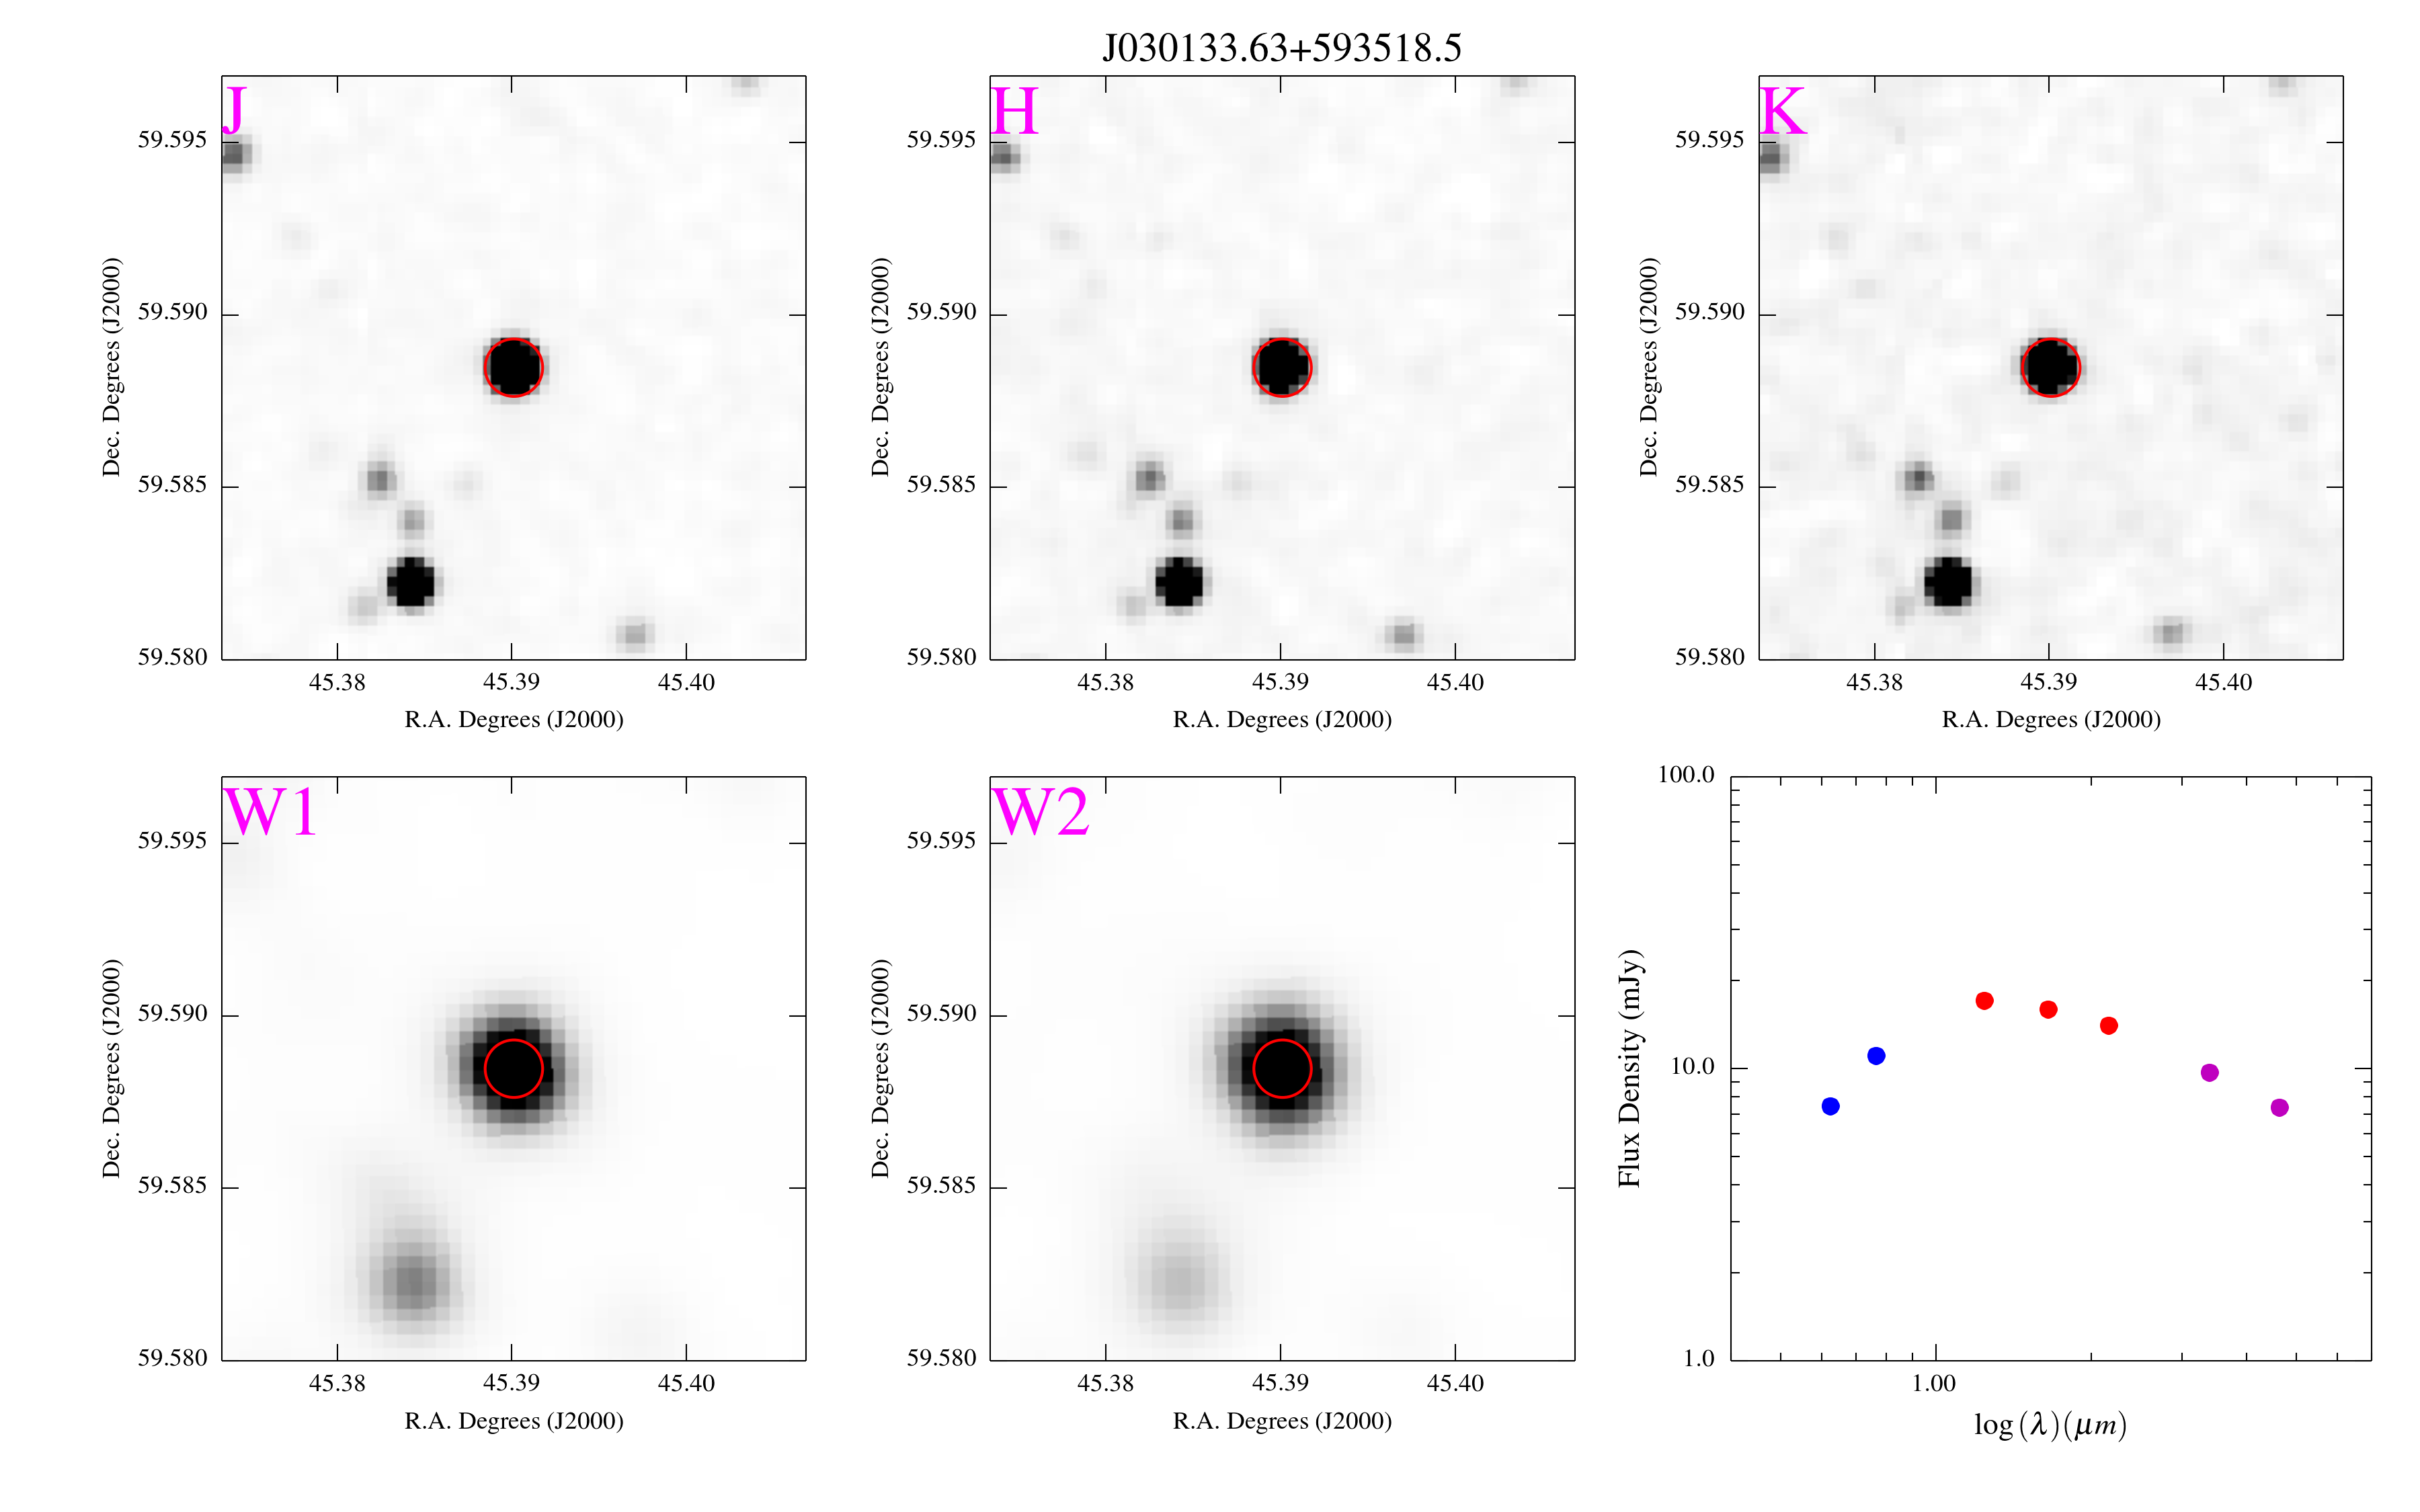 J030133.63+593518.5
J
59.595
59.590
59.585
59.580
Dec. Degrees (J2000)
45.38 45.39 45.40
R.A. Degrees (J2000)
H
59.595
59.590
59.585
59.580
Dec. Degrees (J2000)
45.38 45.39 45.40
R.A. Degrees (J2000)
K
59.595
59.590
59.585
59.580
Dec. Degrees (J2000)
45.38 45.39 45.40
R.A. Degrees (J2000)
W1
59.595
59.590
59.585
59.580
Dec. Degrees (J2000)
45.38 45.39 45.40
R.A. Degrees (J2000)
W2
59.595
59.590
59.585
59.580
Dec. Degrees (J2000)
45.38 45.39 45.40
R.A. Degrees (J2000)
100.0
10.0
1.0
Flux Density (mJy)
1.00
log (λ)(μm)